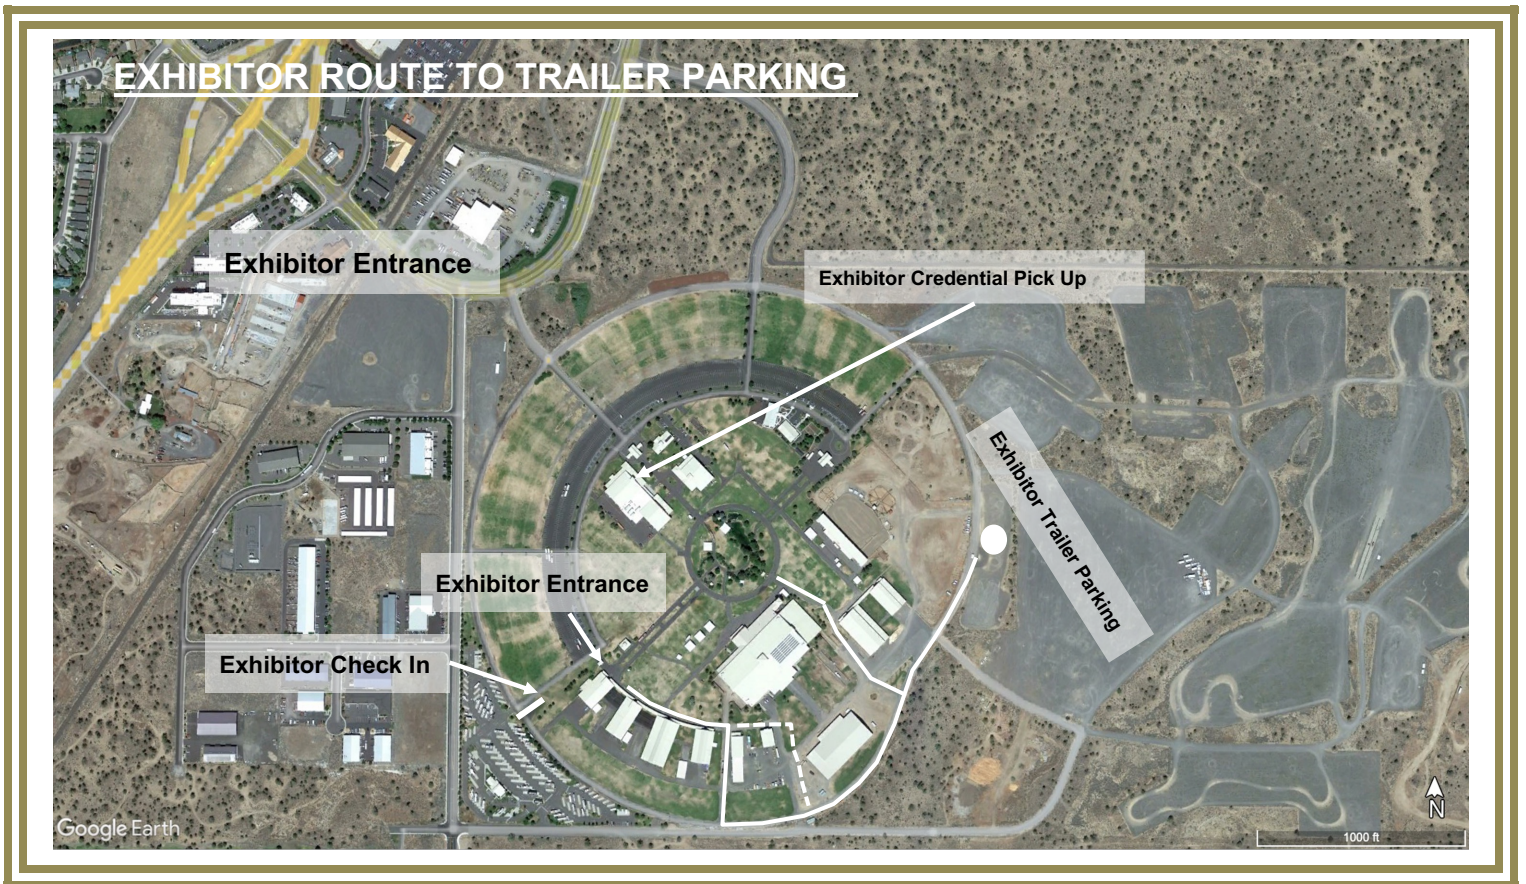 EXHIBITOR ROUTE TO TRAILER PARKING
Exhibitor Entrance
Exhibitor Credential Pick Up
Exhibitor Trailer Parking
Exhibitor Entrance
Exhibitor Check In
N
Google Earth
1000 ft